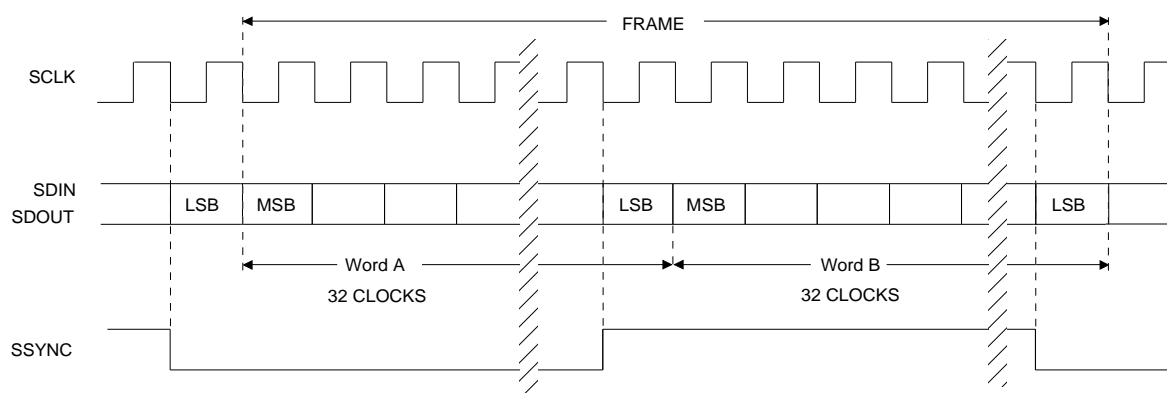 FRAME
SCLK
SDIN
SDOUT
LSB MSB LSB MSB LSB
Word A Word B
32 CLOCKS 32 CLOCKS
SSYNC